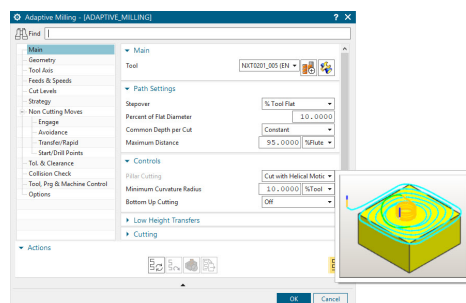 Adaptive Milling - [ADAPTIVE_MILLING]
? X
Find
Main
Geometry
Tool Axis
Feeds & Speeds
Cut Levels
Strategy
Non Cutting Moves
Engage
Avoidance
Transfer/Rapid
Start/Drill Points
Tol. & Clearance
Collision Check
Tool, Prg & Machine Control
Options
Main
Tool NXT0201_005 (EN
Path Settings
Stepover % Tool Flat
Percent of Flat Diameter 10.0000
Common Depth per Cut Constant
Maximum Distance 95.0000 %Flute
Controls
Pillar Cutting Cut with Helical Motic
Minimum Curvature Radius 10.0000 %Tool
Bottom Up Cutting Off
Low Height Transfers
Cutting
Actions
OK Cancel